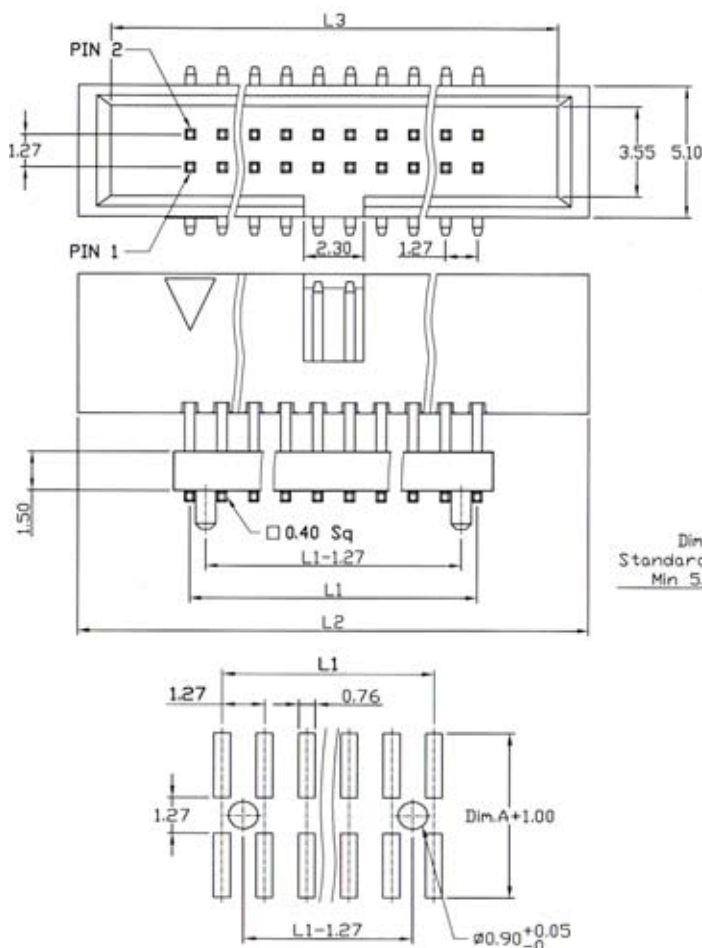 L3
PIN 2
1.27
3.55
5.10
PIN 1
2.30
1.27
1.50
□ 0.40 Sq
L1-1.27
L1
L2
Dim
Standard
Min 5.
L1
1.27
0.76
1.27
Dim.A+1.00
L1-1.27
ø0.90 +0.05
-0